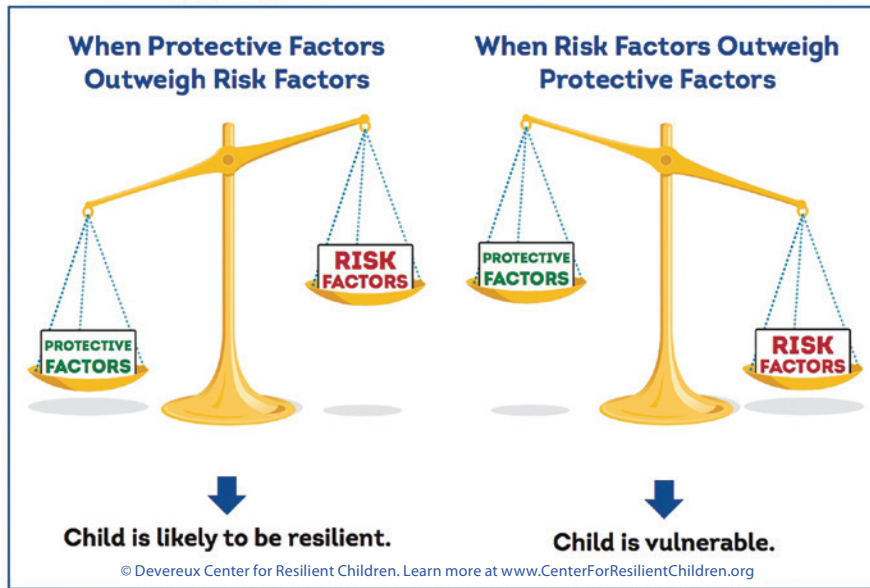 When Protective Factors
Outweigh Risk Factors
PROTECTIVE
FACTORS
RISK
FACTORS
Child is likely to be resilient.
When Risk Factors Outweigh
Protective Factors
PROTECTIVE
FACTORS
RISK
FACTORS
Child is vulnerable.
© Devereux Center for Resilient Children. Learn more at www.CenterForResilientChildren.org